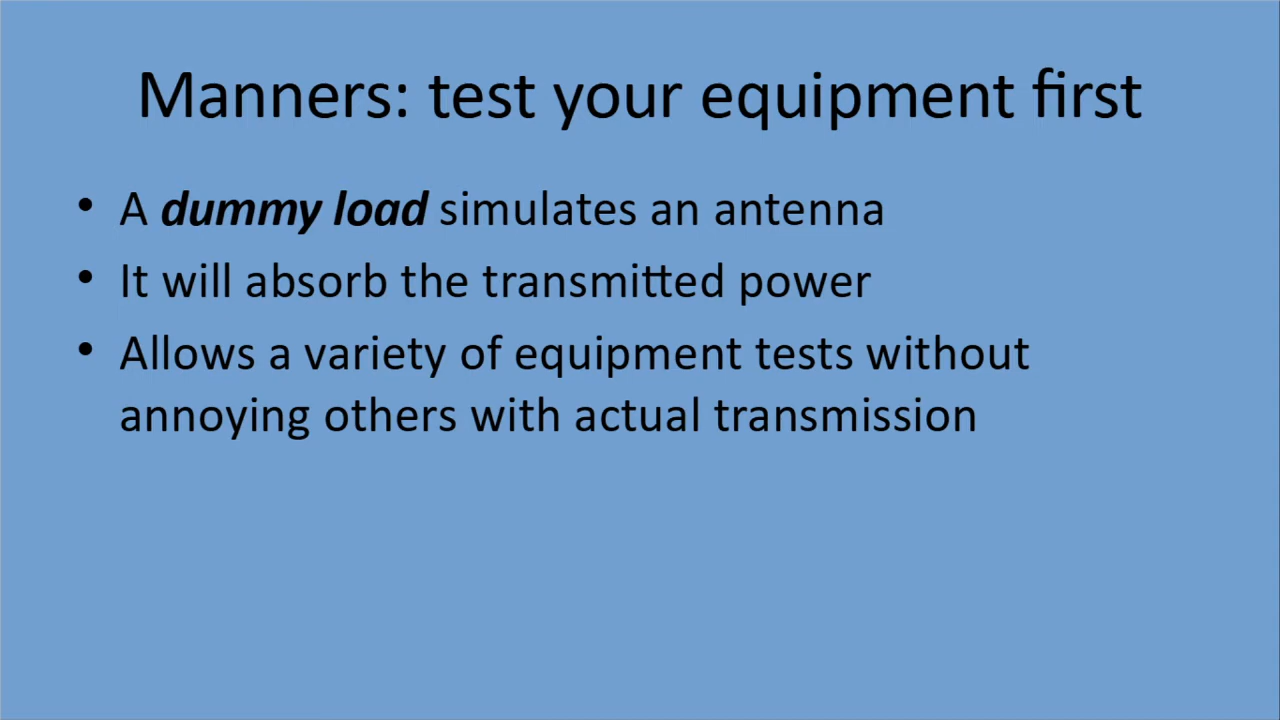 Manners: test your equipment first
• A dummy load simulates an antenna
• It will absorb the transmitted power
• Allows a variety of equipment tests without
annoying others with actual transmission